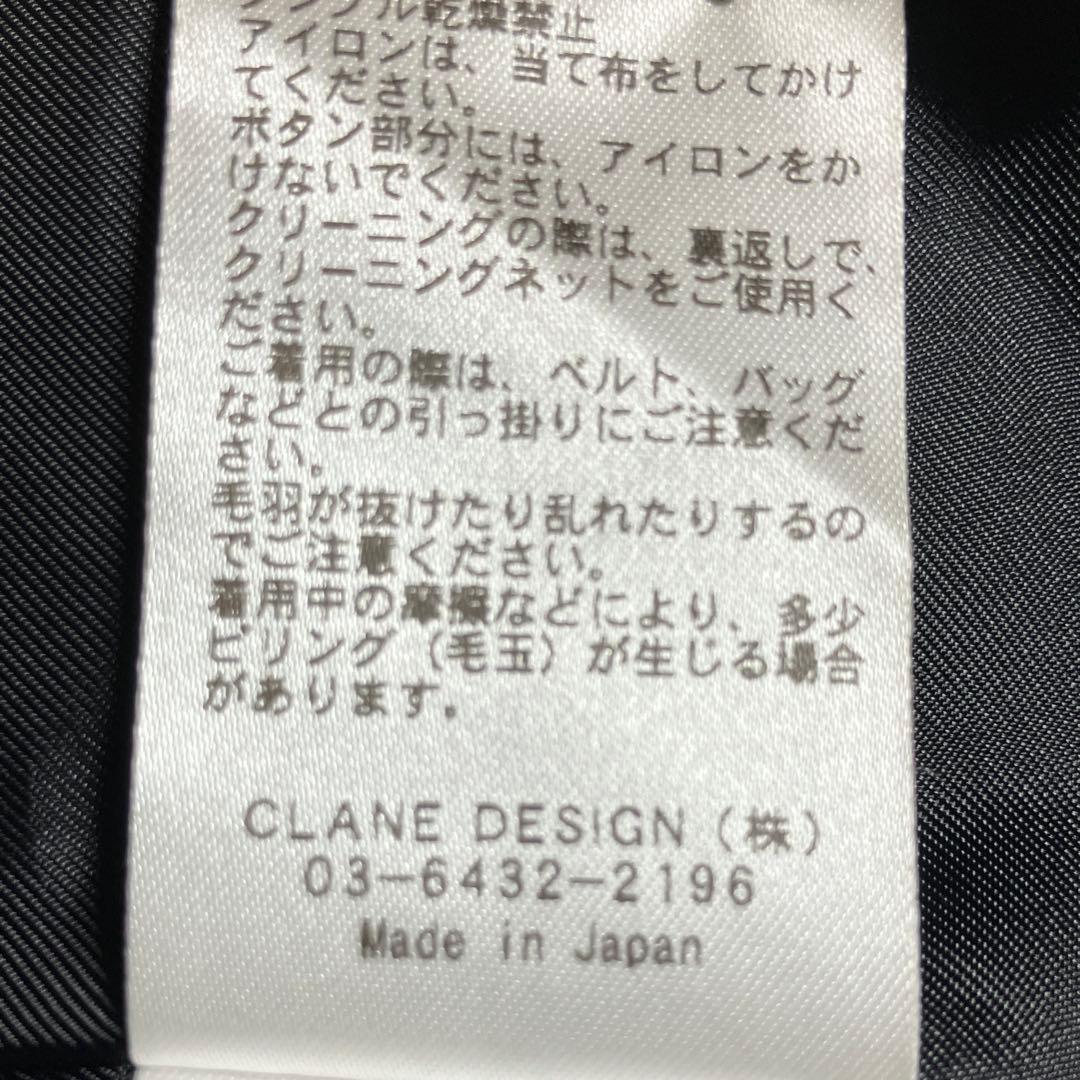 タンブル乾燥禁止
アイロンは、当て布をしてかけ
てください。
ボタン部分には、アイロンをか
けないでください。
クリーニングの際は、裏返しで、
クリーニングネットをご使用く
ださい。
ご着用の際は、ベルト、バッグ
などとの引っ掛りにご注意くだ
さい。
毛羽が抜けたり乱れたりするの
でご注意ください。
着用中の摩擦などにより、多少
ピリング（毛玉）が生じる場合
があります。
CLANE DESIGN（株）
03-6432-2196
Made in Japan